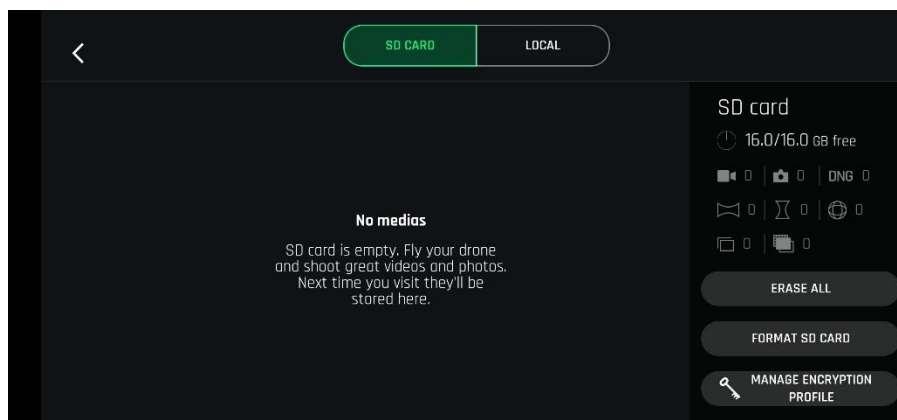 SD CARD
LOCAL
No medias
SD card is empty. Fly your drone
and shoot great videos and photos.
Next time you visit they'll be
stored here.
SD card
16.0/16.0 GB free
0 0 DNG 0
0 0 0
0 0
ERASE ALL
FORMAT SD CARD
MANAGE ENCRYPTION
PROFILE